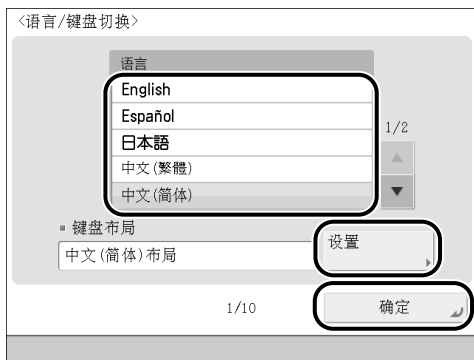 <语言/键盘切换>
语言
English
Español
日本語
中文(繁體)
中文(简体)
1/2
▪ 键盘布局
中文(简体)布局
设置
1/10
确定